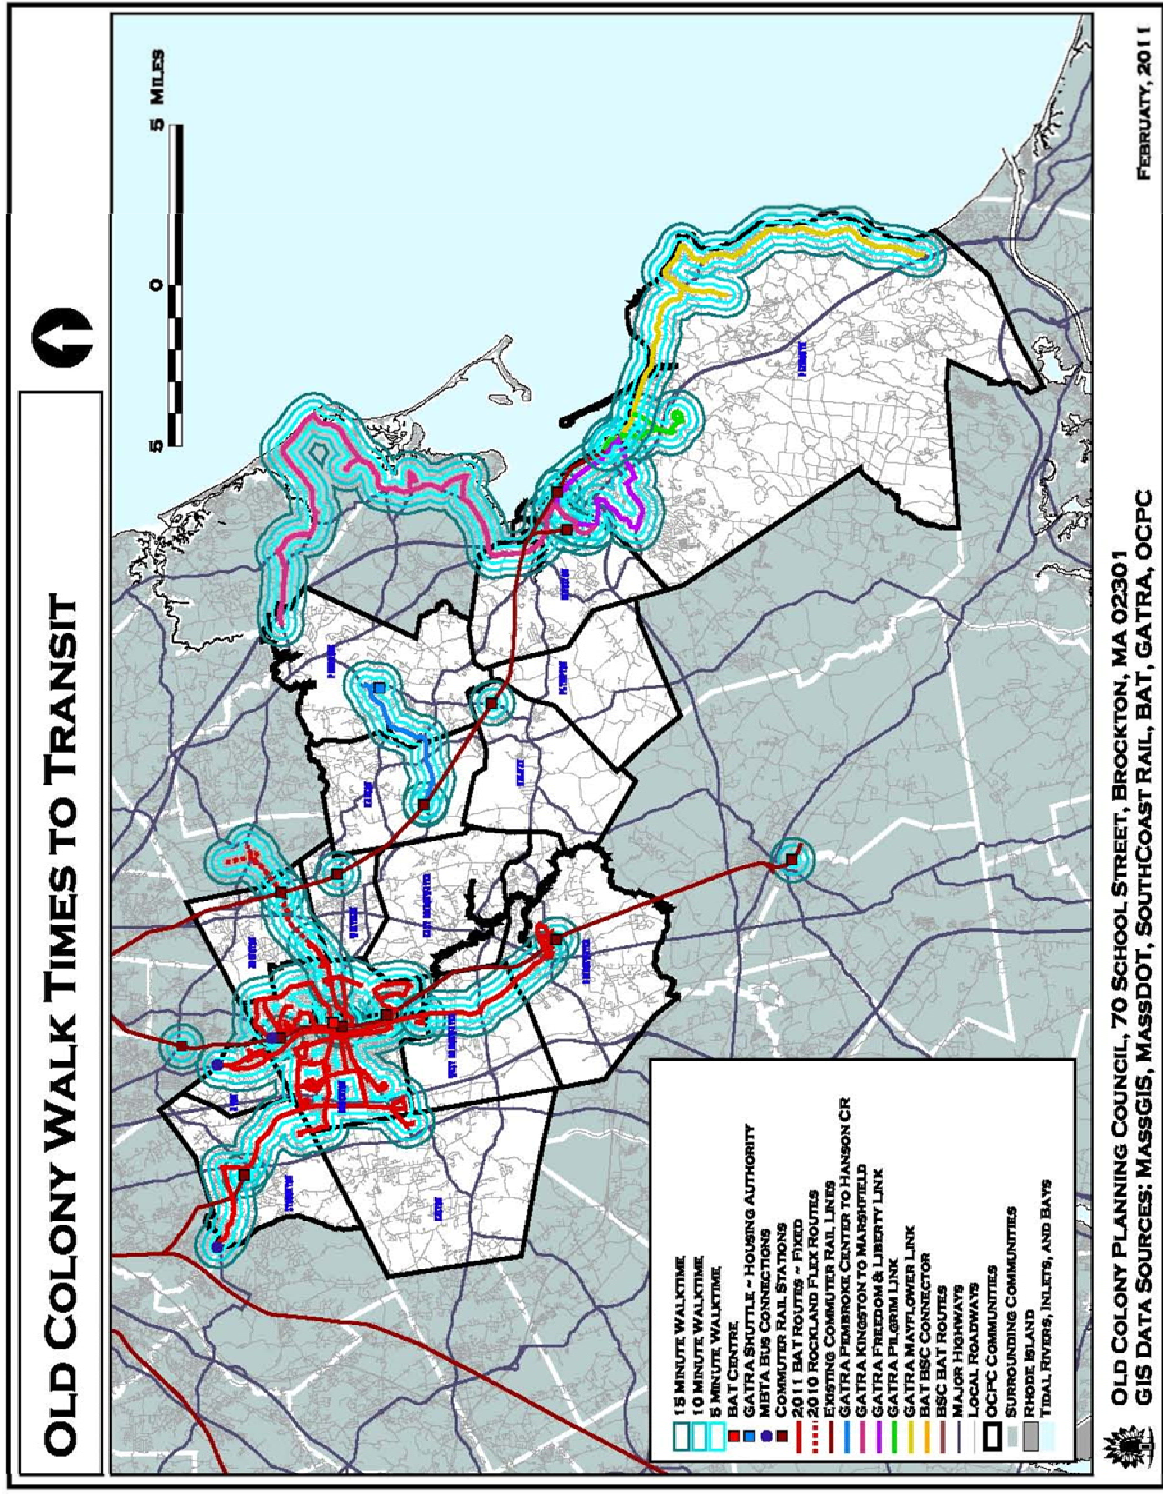 OLD COLONY WALK TIMES TO TRANSIT
5 0 5 MILES
15 MINUTE WALKTIME
10 MINUTE WALKTIME
5 MINUTE WALKTIME
BAT CENTRE
GATRA SHUTTLE ~ HOUSING AUTHORITY
MBTA BUS CONNECTIONS
COMMUTER RAIL STATIONS
2011 BAT ROUTES ~ FIXED
2010 ROCKLAND FLEX ROUTES
EXISTING COMMUTER RAIL LINES
GATRA PEMBROKE CENTER TO HANSON CR
GATRA KINGSTON TO MARSHFIELD
GATRA FREEDOM & LIBERTY LINK
GATRA PILGRIM LINK
GATRA MAYFLOWER LINK
BAT BSC CONNECTOR
BSC BAT ROUTES
MAJOR HIGHWAYS
LOCAL ROADWAYS
OCPC COMMUNITIES
SURROUNDING COMMUNITIES
RHODE ISLAND
TIDAL RIVERS, INLETS, AND BAYS
OLD COLONY PLANNING COUNCIL, 70 SCHOOL STREET, BROCKTON, MA 02301
GIS DATA SOURCES: MASSGIS, MASSDOT, SOUTHCOAST RAIL, BAT, GATRA, OCPC
FEBRUATY, 2011